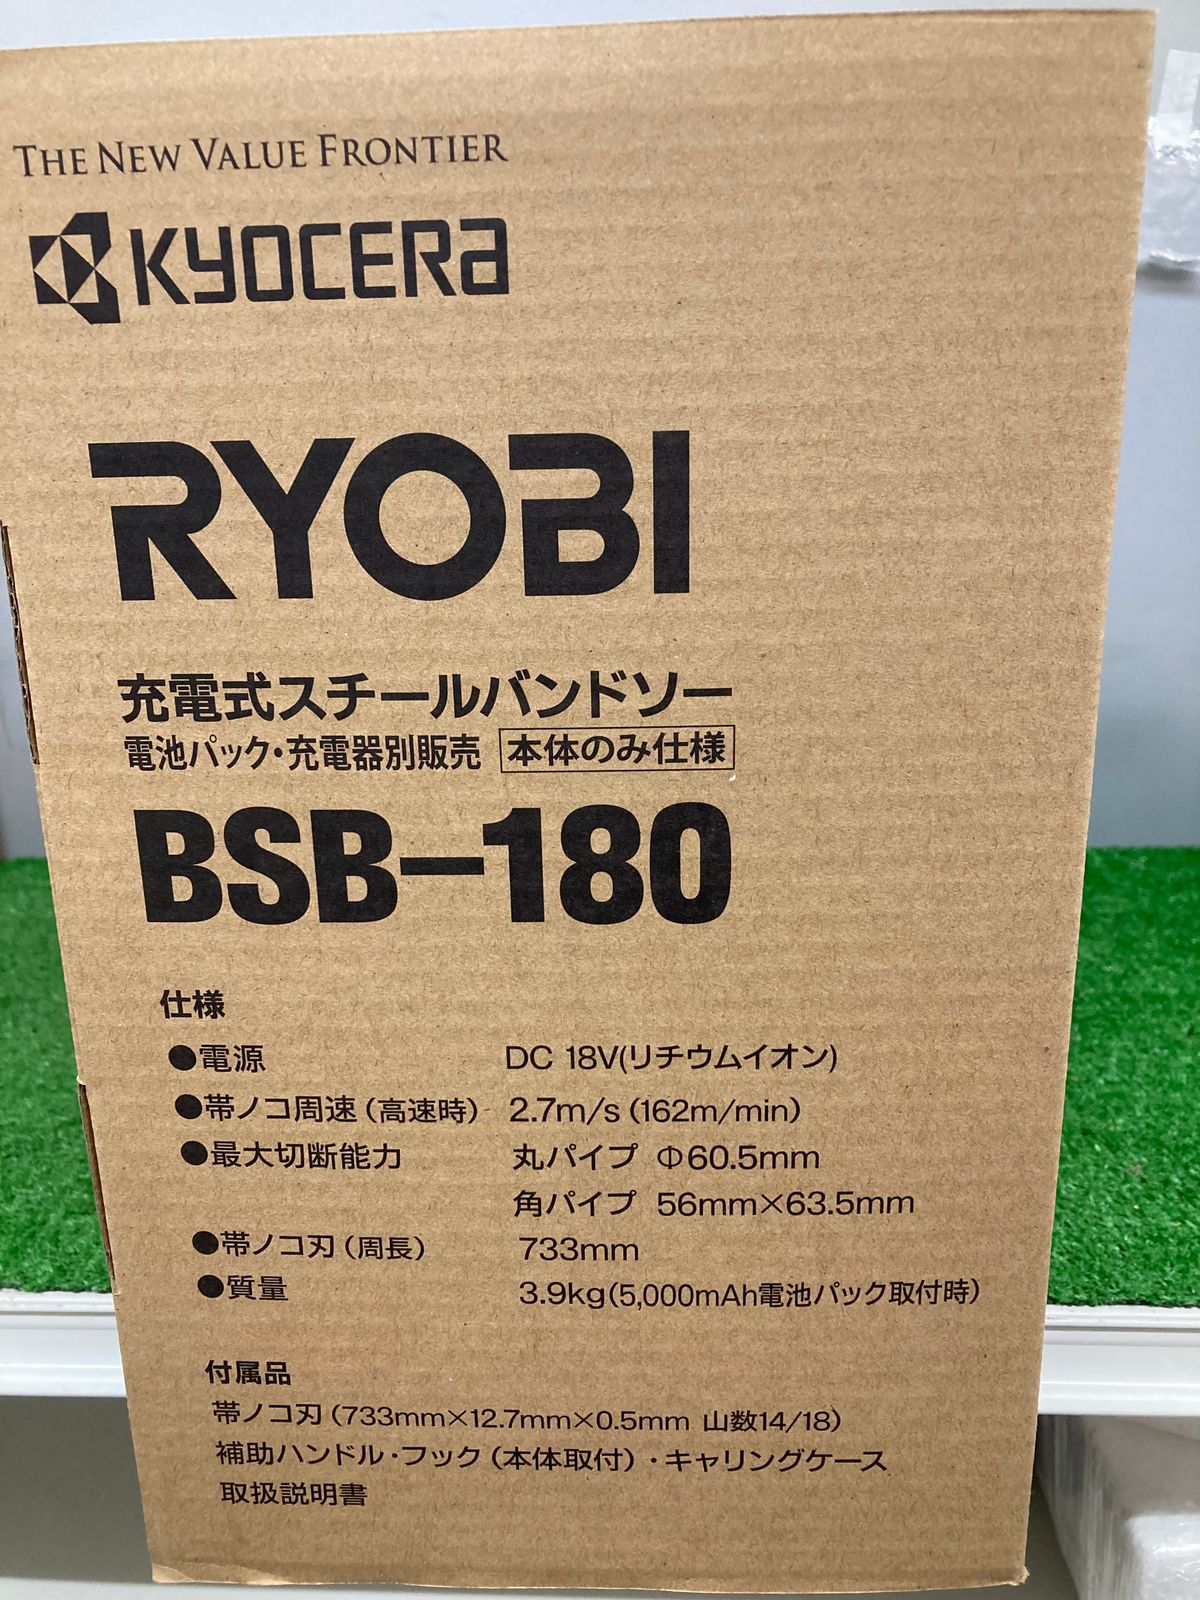 THE NEW VALUE FRONTIER
KYOCERA
RYOBI
充電式スチールバンドソー
電池パック・充電器別販売 本体のみ仕様
BSB-180
仕様
●電源 DC 18V(リチウムイオン)
●帯ノコ周速(高速時) 2.7m/s(162m/min)
●最大切断能力 丸パイプ Φ60.5mm
角パイプ 56mm×63.5mm
●帯ノコ刃(周長) 733mm
●質量 3.9kg(5,000mAh電池パック取付時)
付属品
帯ノコ刃(733mm×12.7mm×0.5mm 山数14/18)
補助ハンドル・フック(本体取付)・キャリングケース
取扱説明書